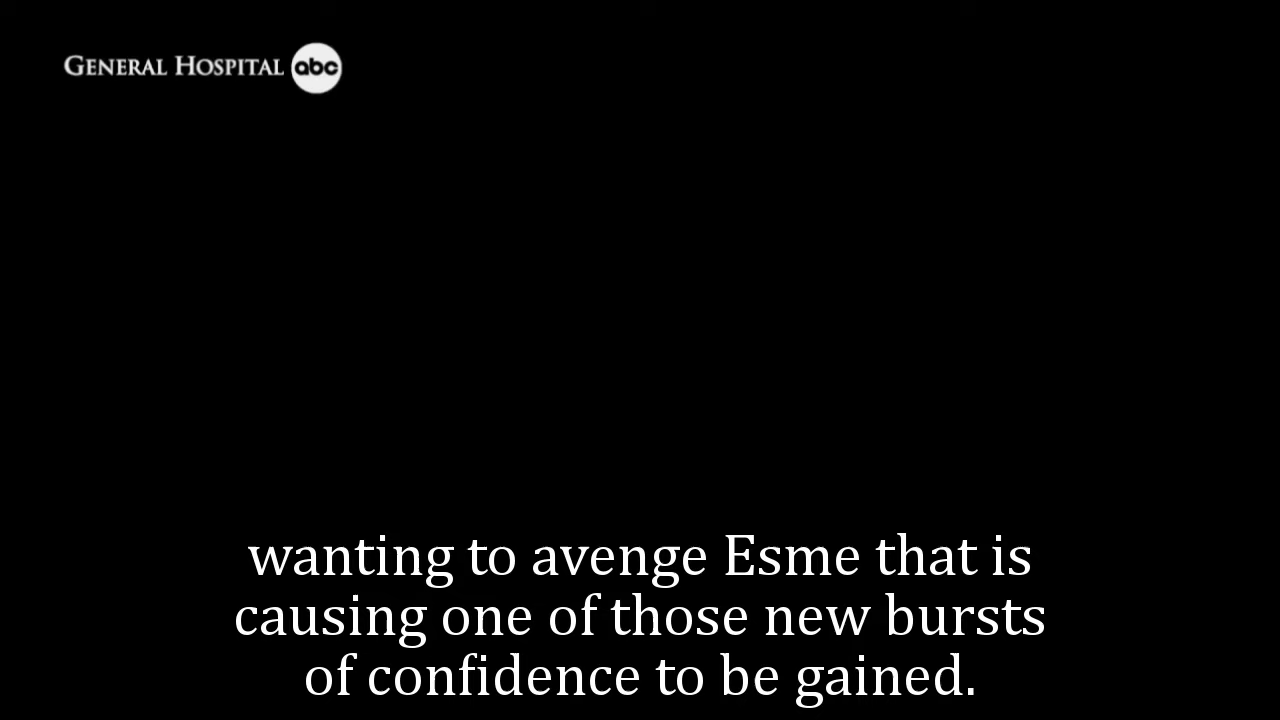 GENERAL HOSPITAL abc
wanting to avenge Esme that is
causing one of those new bursts
of confidence to be gained.